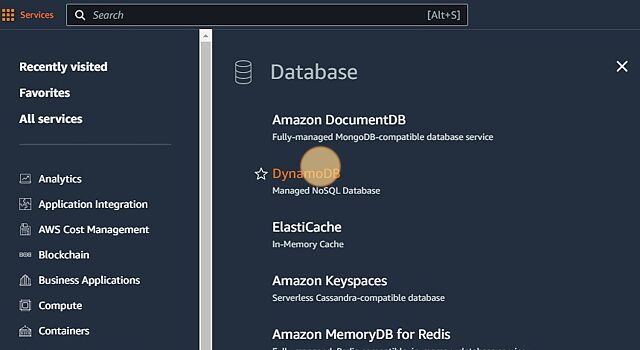 Services
Search
[Alt+S]
Recently visited
Favorites
All services
Analytics
Application Integration
AWS Cost Management
Blockchain
Business Applications
Compute
Containers
Database
Amazon DocumentDB
Fully-managed MongoDB-compatible database service
DynamoDB
Managed NoSQL Database
ElastiCache
In-Memory Cache
Amazon Keyspaces
Serverless Cassandra-compatible database
Amazon MemoryDB for Redis